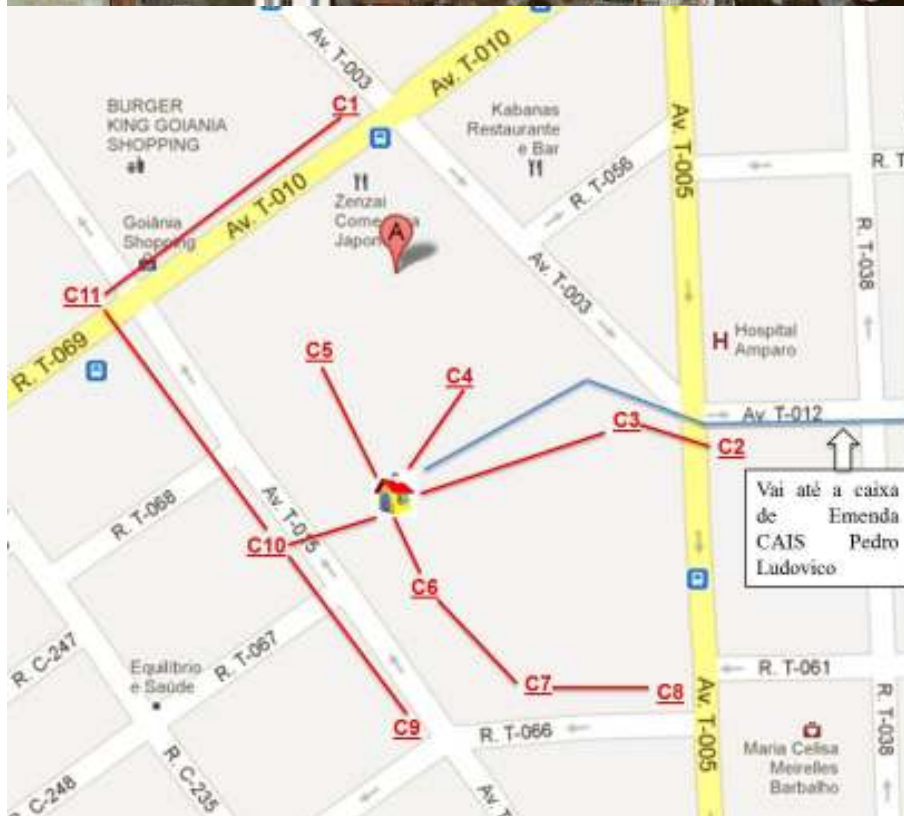 Av. T-003
Av. T-010
C1
BURGER
KING GOIANIA
SHOPPING
Kabanas
Restaurante
e Bar
Av. T-005
R. T-056
R. T
Av. T-010
Zenzai
Goiânia
Shopping
A
R. T-038
Av. T-003
C11
Hospital
Amparo
H
R. T-069
C5
C4
Av. T-012
C3
C2
Vai até a caixa
de Emenda
CAIS Pedro
Ludovico
R. T-068
Av. T-015
C10
C6
R. T-067
R. C-247
Equilíbrio
e Saúde
C7
C8
R. T-061
C9
R. T-066
Av. T-005
R. T-038
Maria Celisa
Meirelles
Barbalho
R. C-235
R. C-248
Av. T